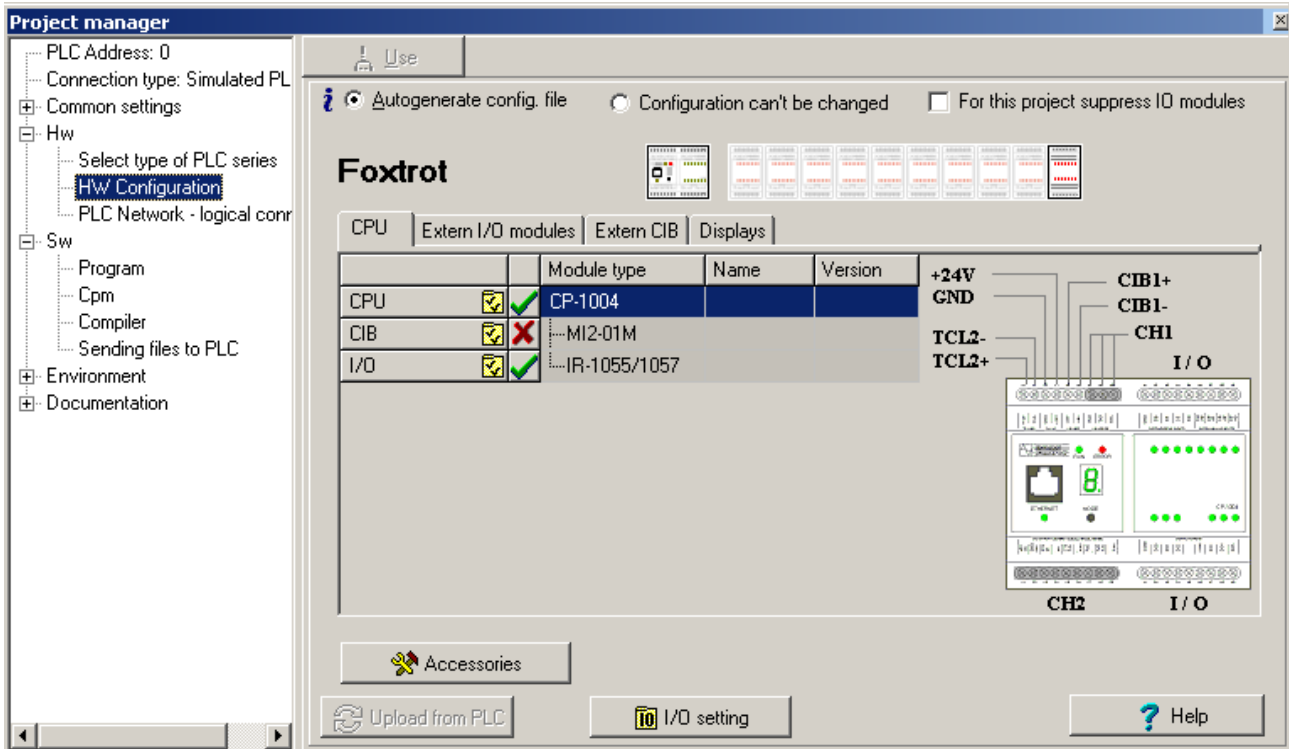 Project manager
PLC Address: 0
Connection type: Simulated PL
Common settings
Hw
Select type of PLC series
HW Configuration
PLC Network - logical conr
Sw
Program
Cpm
Compiler
Sending files to PLC
Environment
Documentation
Use
Autogenerate config. file
Configuration can't be changed
For this project suppress IO modules
Foxtrot
CPU Extern I/O modules Extern CIB Displays
Module type Name Version
CPU CP-1004
CIB MI2-01M
I/O IR-1055/1057
+24V
GND
TCL2-
TCL2+
CIB1+
CIB1-
CH1
I / O
8.
CH2
I / O
Accessories
Upload from PLC
IO I/O setting
? Help